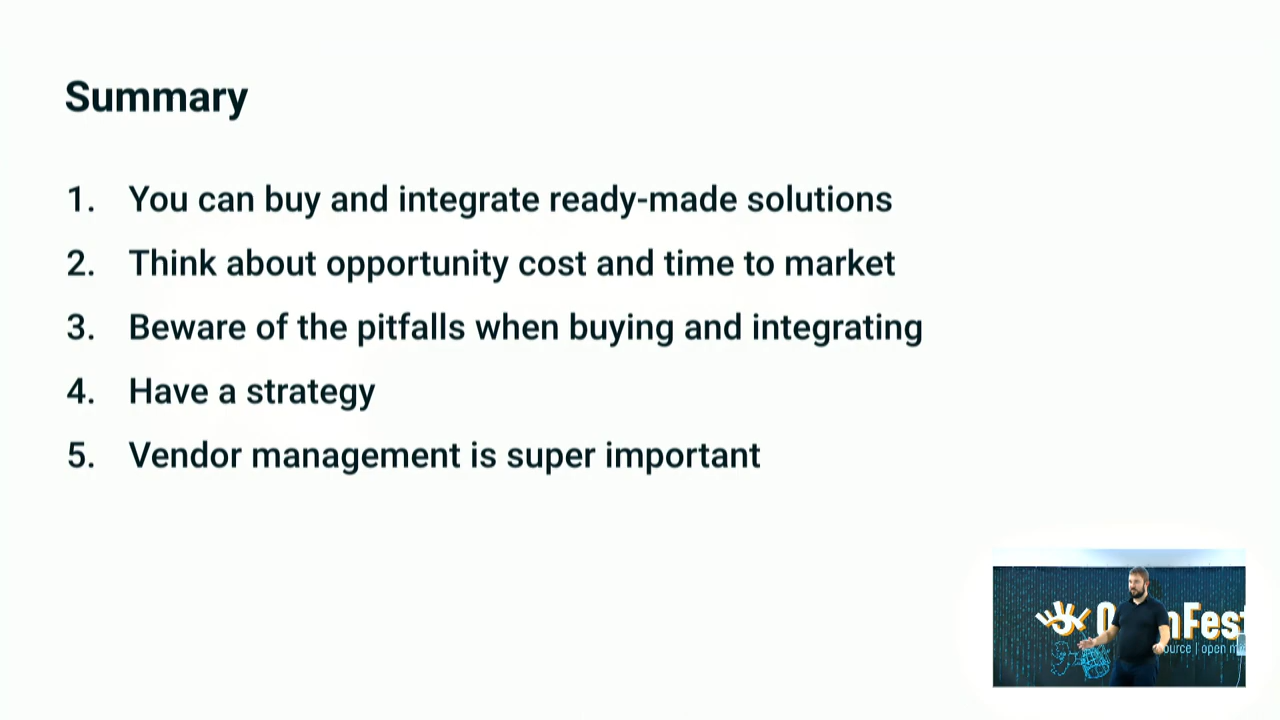 Summary
1. You can buy and integrate ready-made solutions
2. Think about opportunity cost and time to market
3. Beware of the pitfalls when buying and integrating
4. Have a strategy
5. Vendor management is super important